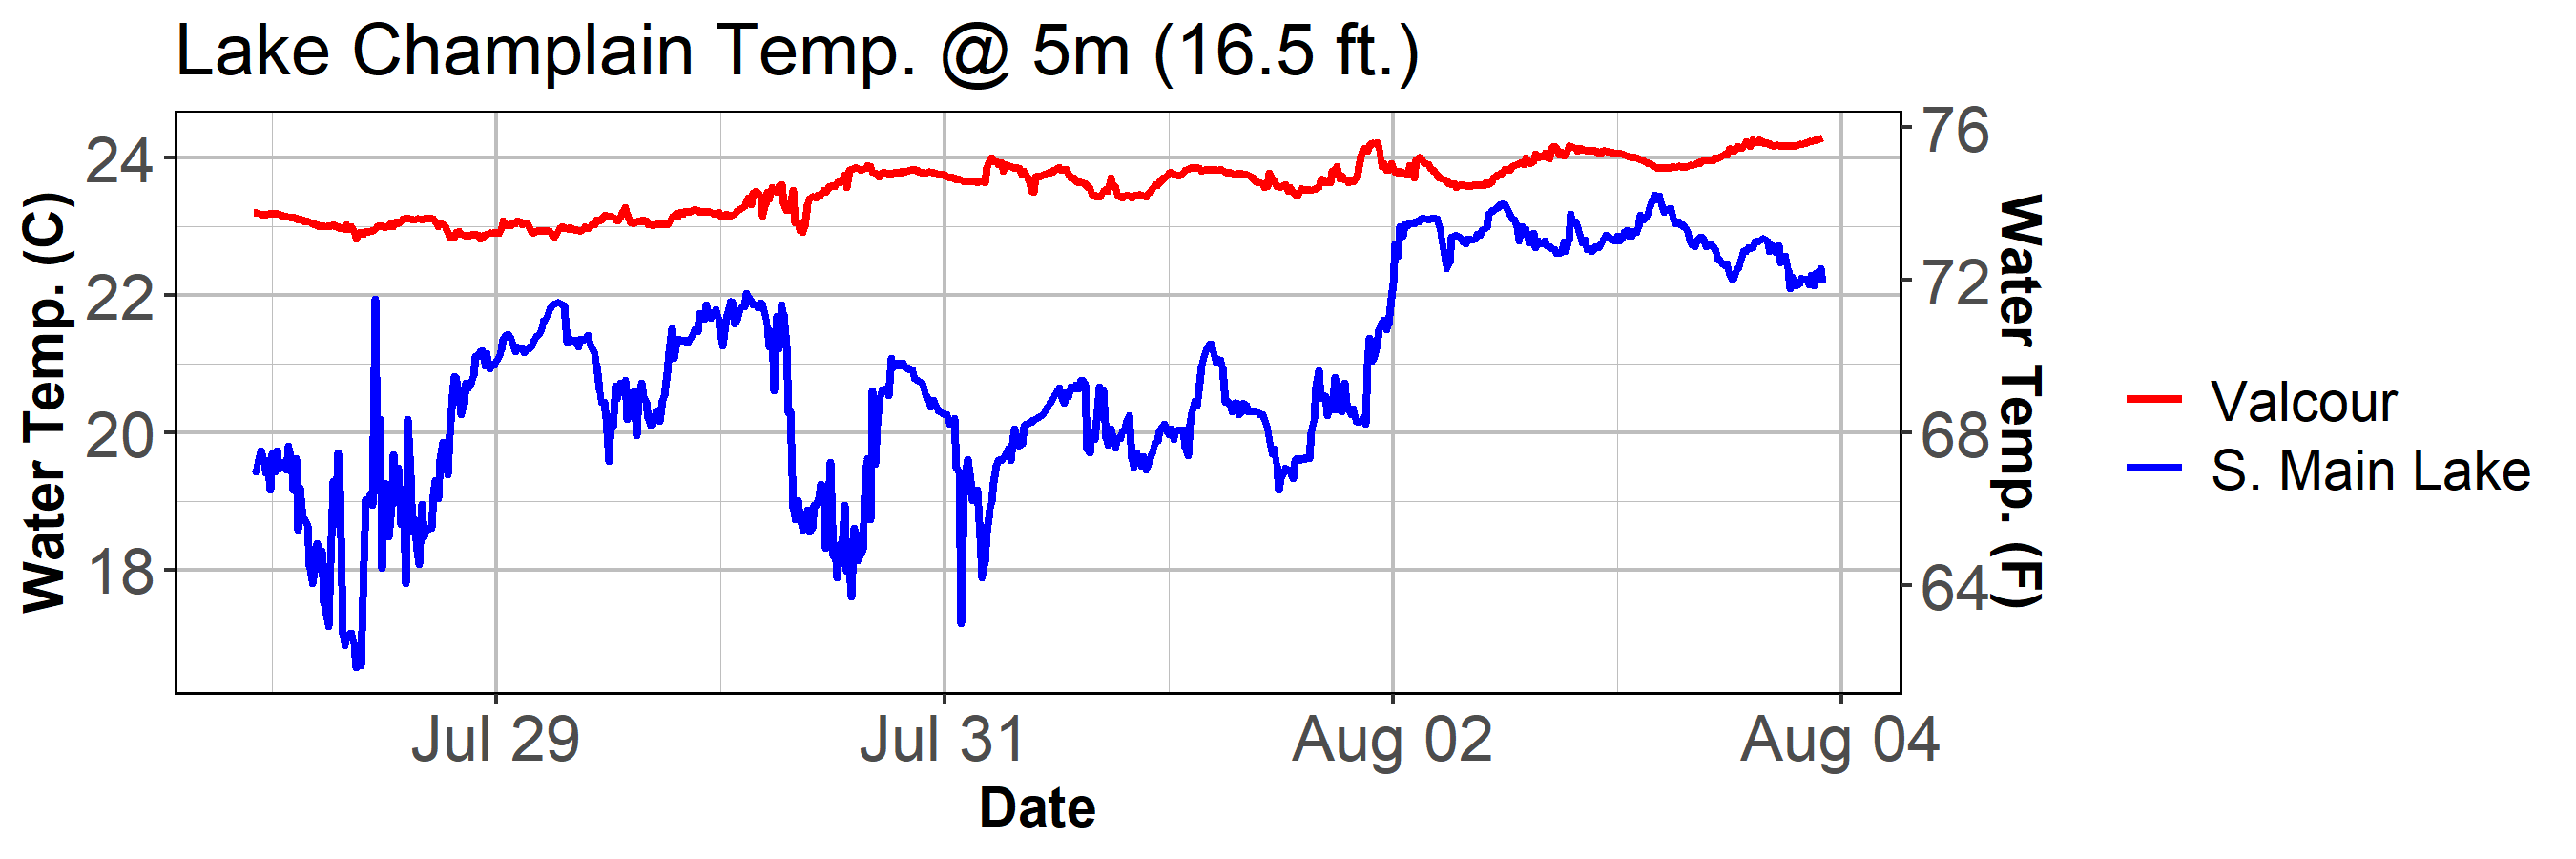 Lake Champlain Temp. @ 5m (16.5 ft.)
Water Temp. (C)
24
22
20
18
76
72
68
64
Water Temp. (F)
Jul 29
Jul 31
Aug 02
Aug 04
Date
Valcour
S. Main Lake